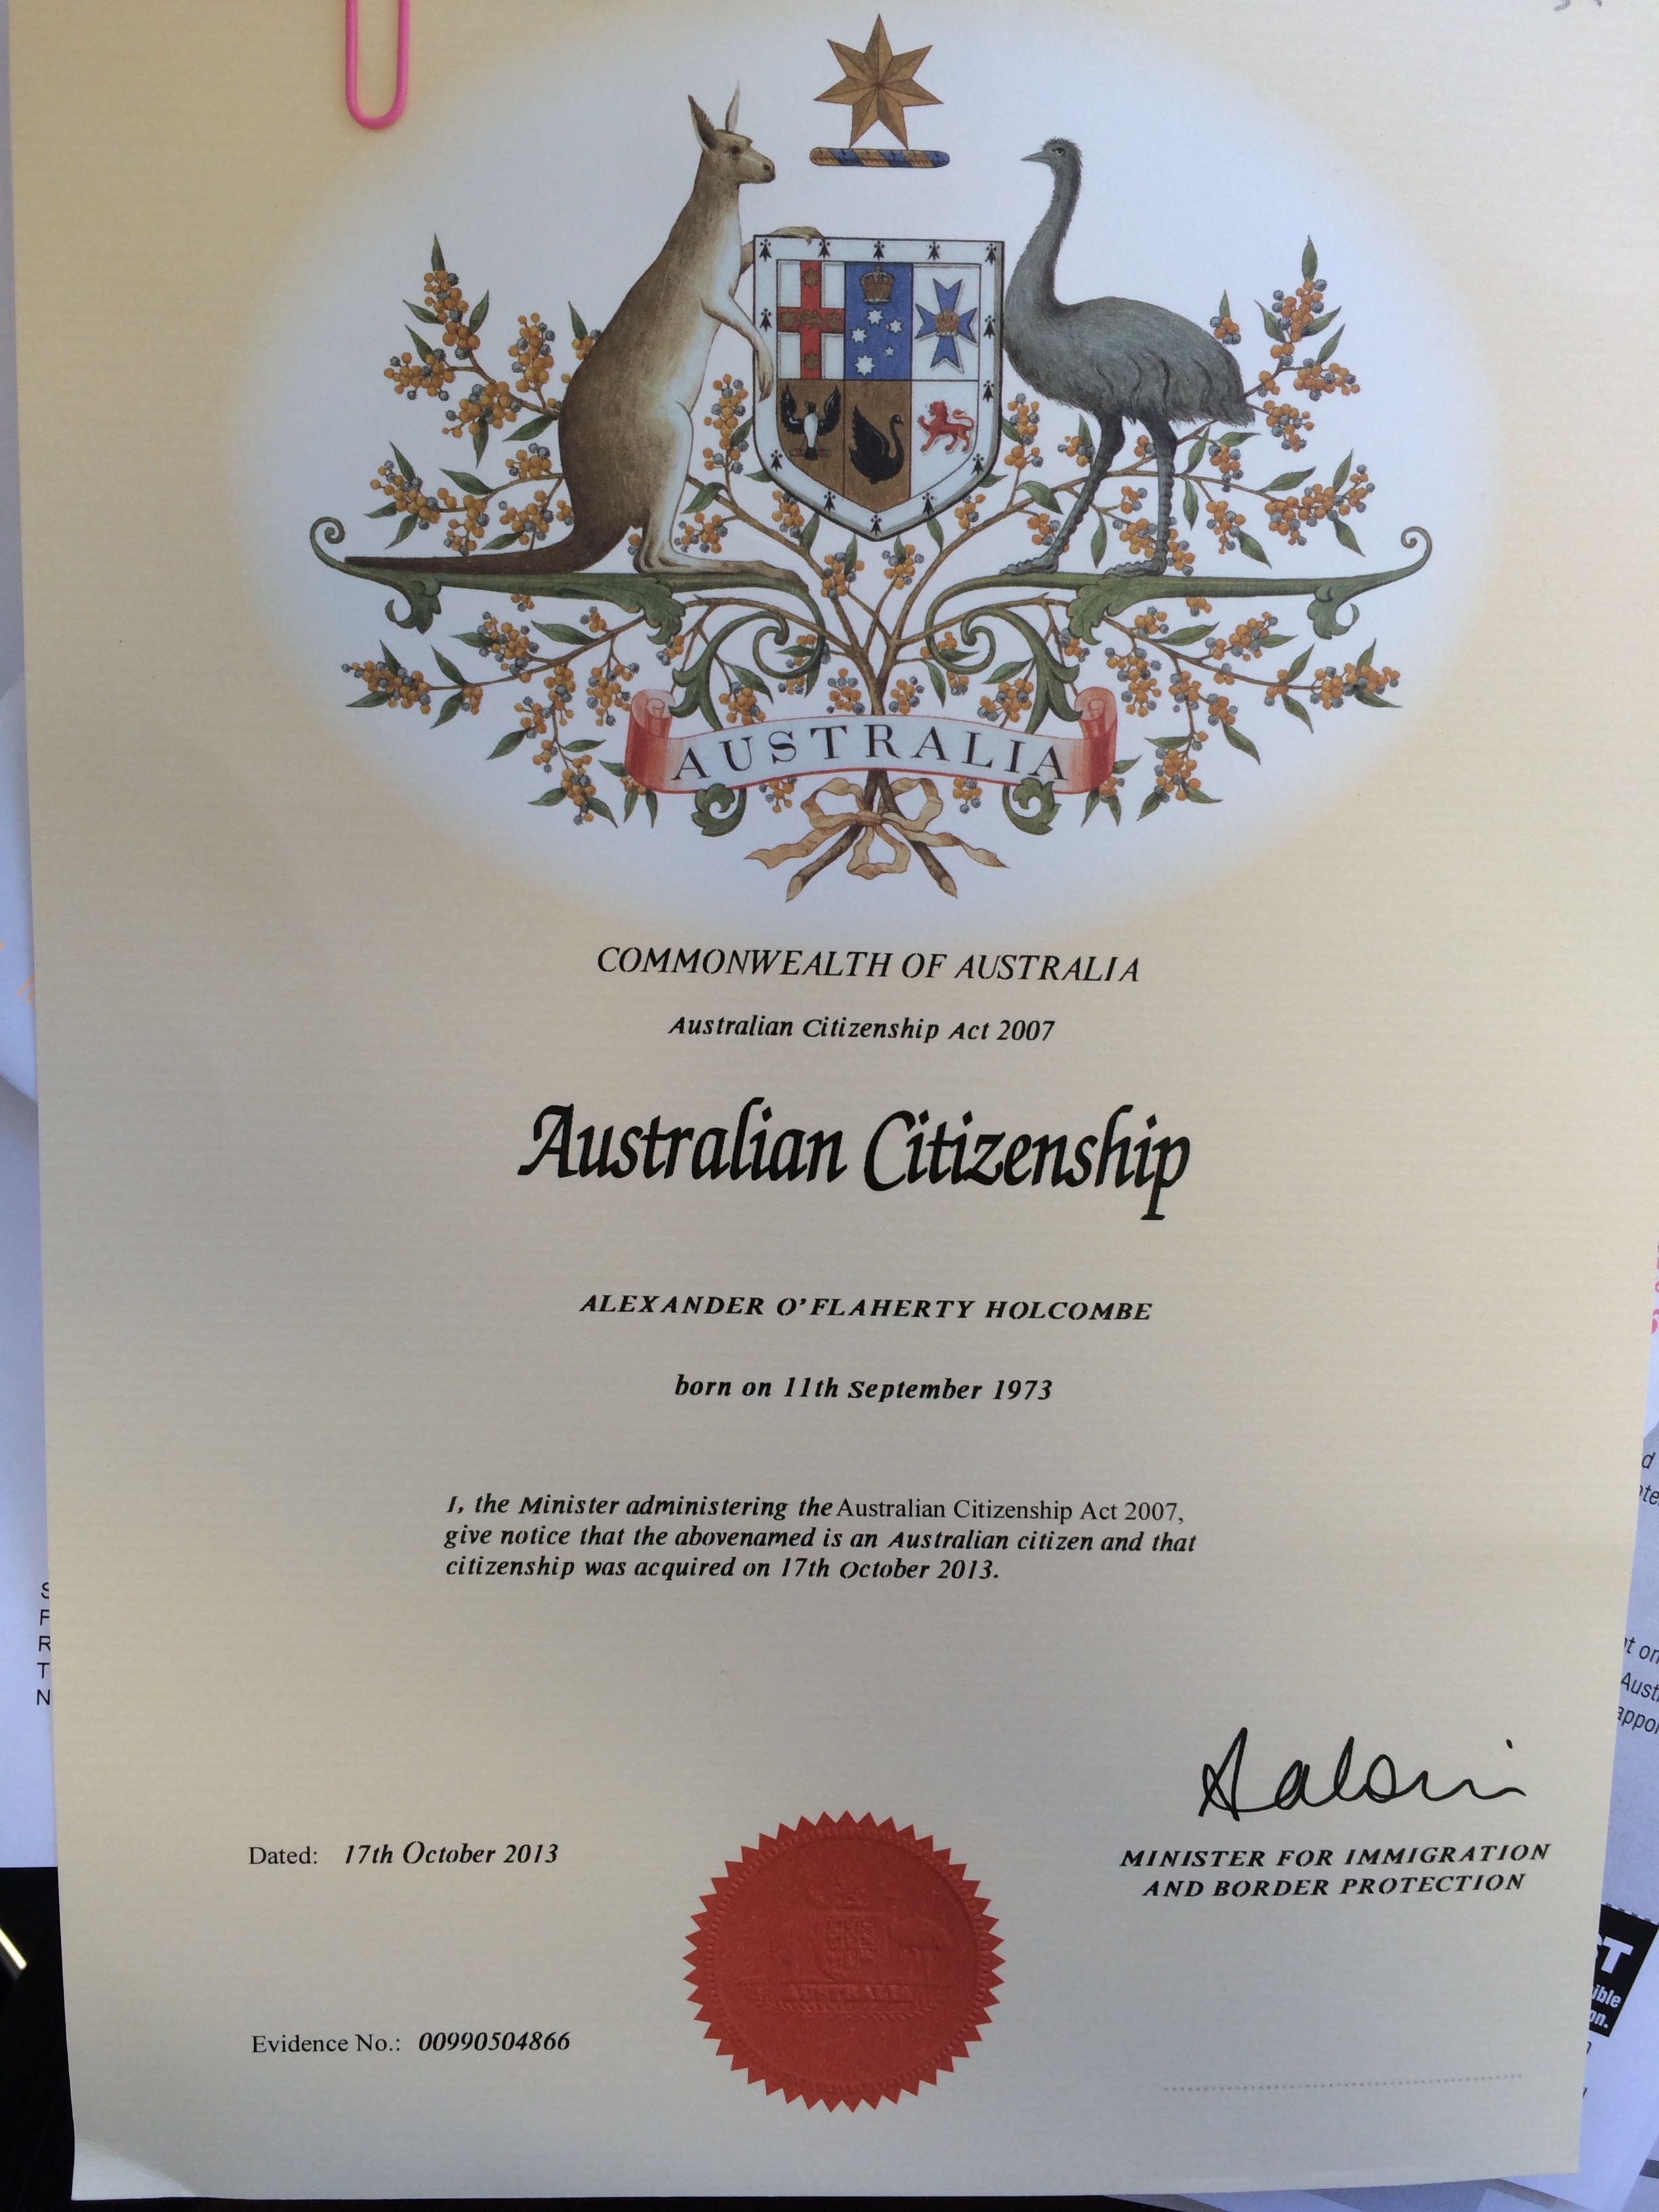 AUSTRALIA
COMMONWEALTH OF AUSTRALIA
Australian Citizenship Act 2007
Australian Citizenship
ALEXANDER O'FLAHERTY HOLCOMBE
born on 11th September 1973
I, the Minister administering the Australian Citizenship Act 2007,
give notice that the abovenamed is an Australian citizen and that
citizenship was acquired on 17th October 2013.
Dated: 17th October 2013
MINISTER FOR IMMIGRATION
AND BORDER PROTECTION
AUSTRALIA
Evidence No.: 00990504866